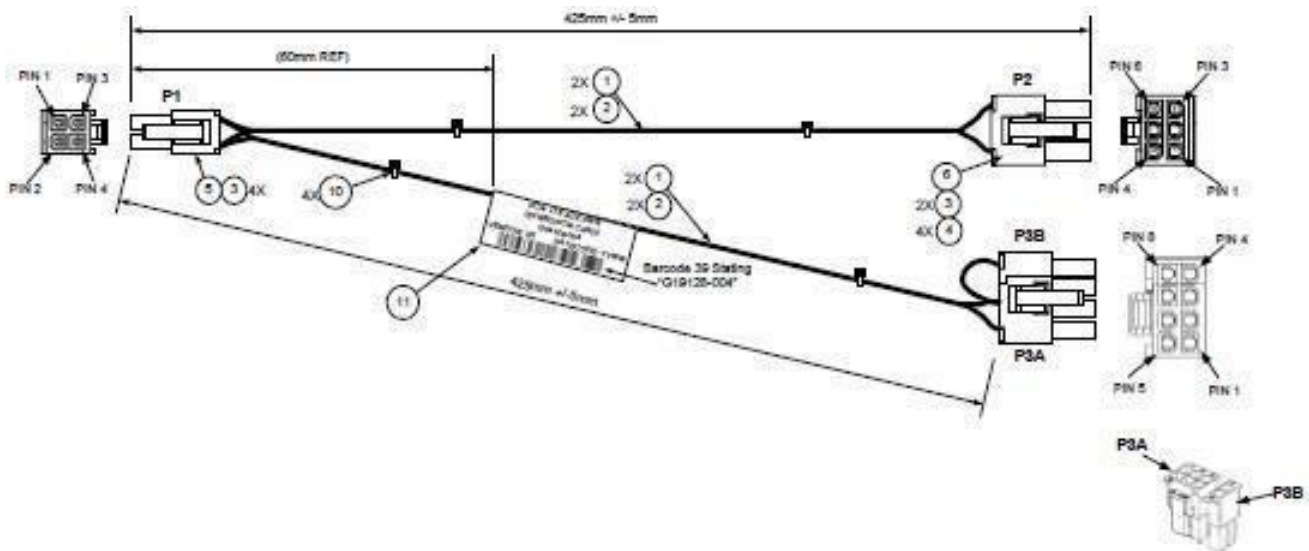 425mm +/- 5mm
(60mm REF)
PIN 1
PIN 3
P1
2X 1
2X 2
P2
PIN 6
PIN 3
PIN 2
PIN 4
5 3 4X
4X 10
2X 1
2X 2
6
2X 3
4X 4
PIN 4
PIN 1
P3B
PIN 8
PIN 4
Barcode 39 Stating
"G19128-004"
11
425mm +/-5mm
P3A
PIN 5
PIN 1
P3A
P3B